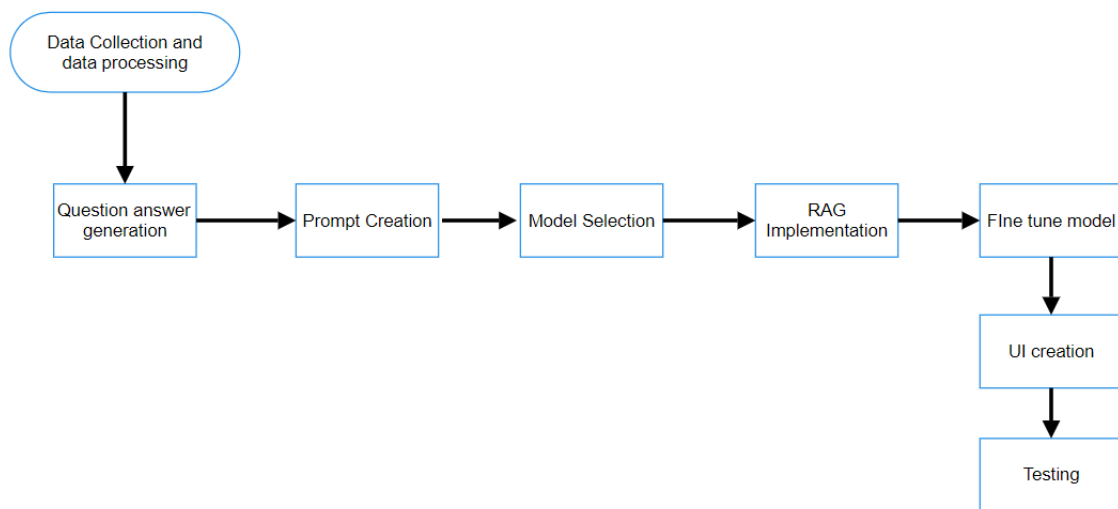 Data Collection and
data processing
Question answer
generation
Prompt Creation
Model Selection
RAG
Implementation
FIne tune model
UI creation
Testing